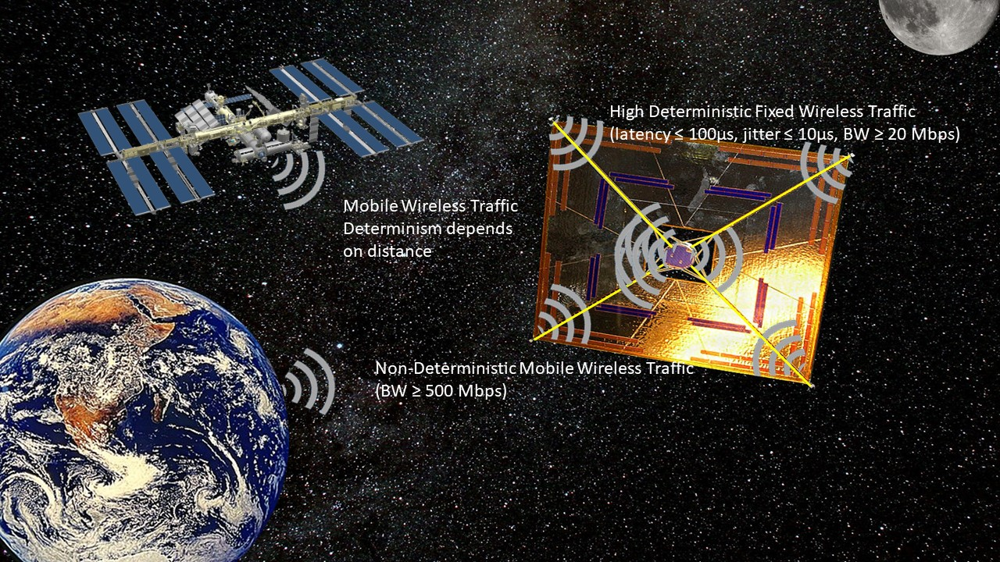 High Deterministic Fixed Wireless Traffic
(latency ≤ 100µs, jitter ≤ 10µs, BW ≥ 20 Mbps)
Mobile Wireless Traffic
Determinism depends
on distance
Non-Deterministic Mobile Wireless Traffic
(BW ≥ 500 Mbps)